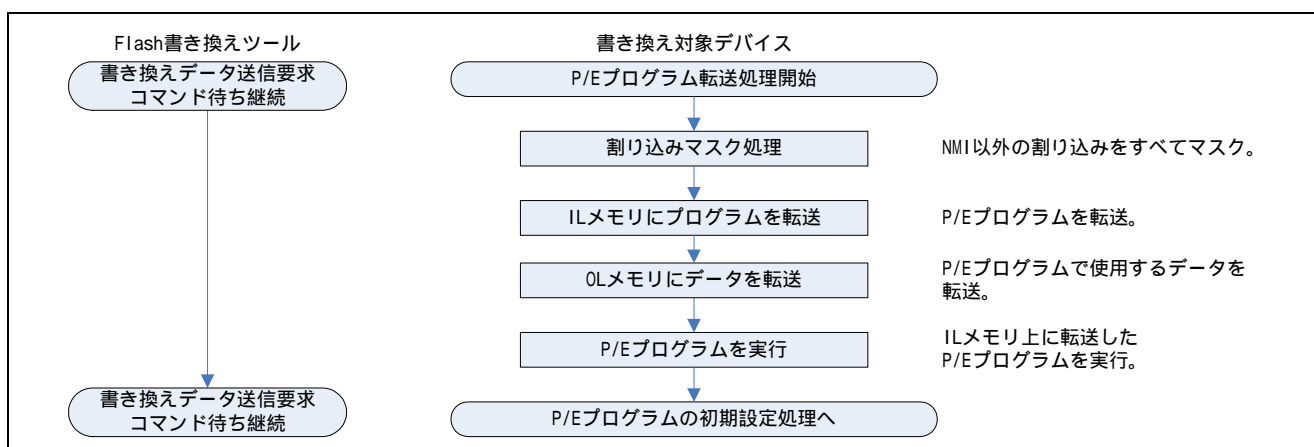 Flash書き換えツール
書き換えデータ送信要求
コマンド待ち継続
書き換えデータ送信要求
コマンド待ち継続
書き換え対象デバイス
P/Eプログラム転送処理開始
割り込みマスク処理
NMI以外の割り込みをすべてマスク。
ILメモリにプログラムを転送
P/Eプログラムを転送。
OLメモリにデータを転送
P/Eプログラムで使用するデータを
転送。
P/Eプログラムを実行
ILメモリ上に転送した
P/Eプログラムを実行。
P/Eプログラムの初期設定処理へ